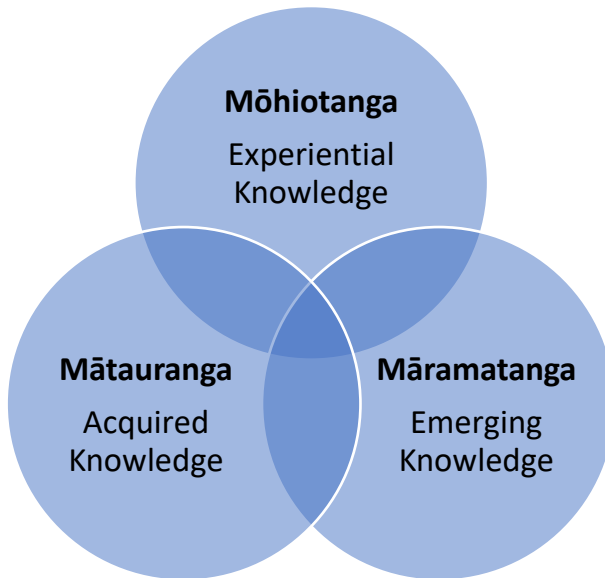 Mōhiotanga
Experiential
Knowledge
Mātauranga
Acquired
Knowledge
Māramatanga
Emerging
Knowledge